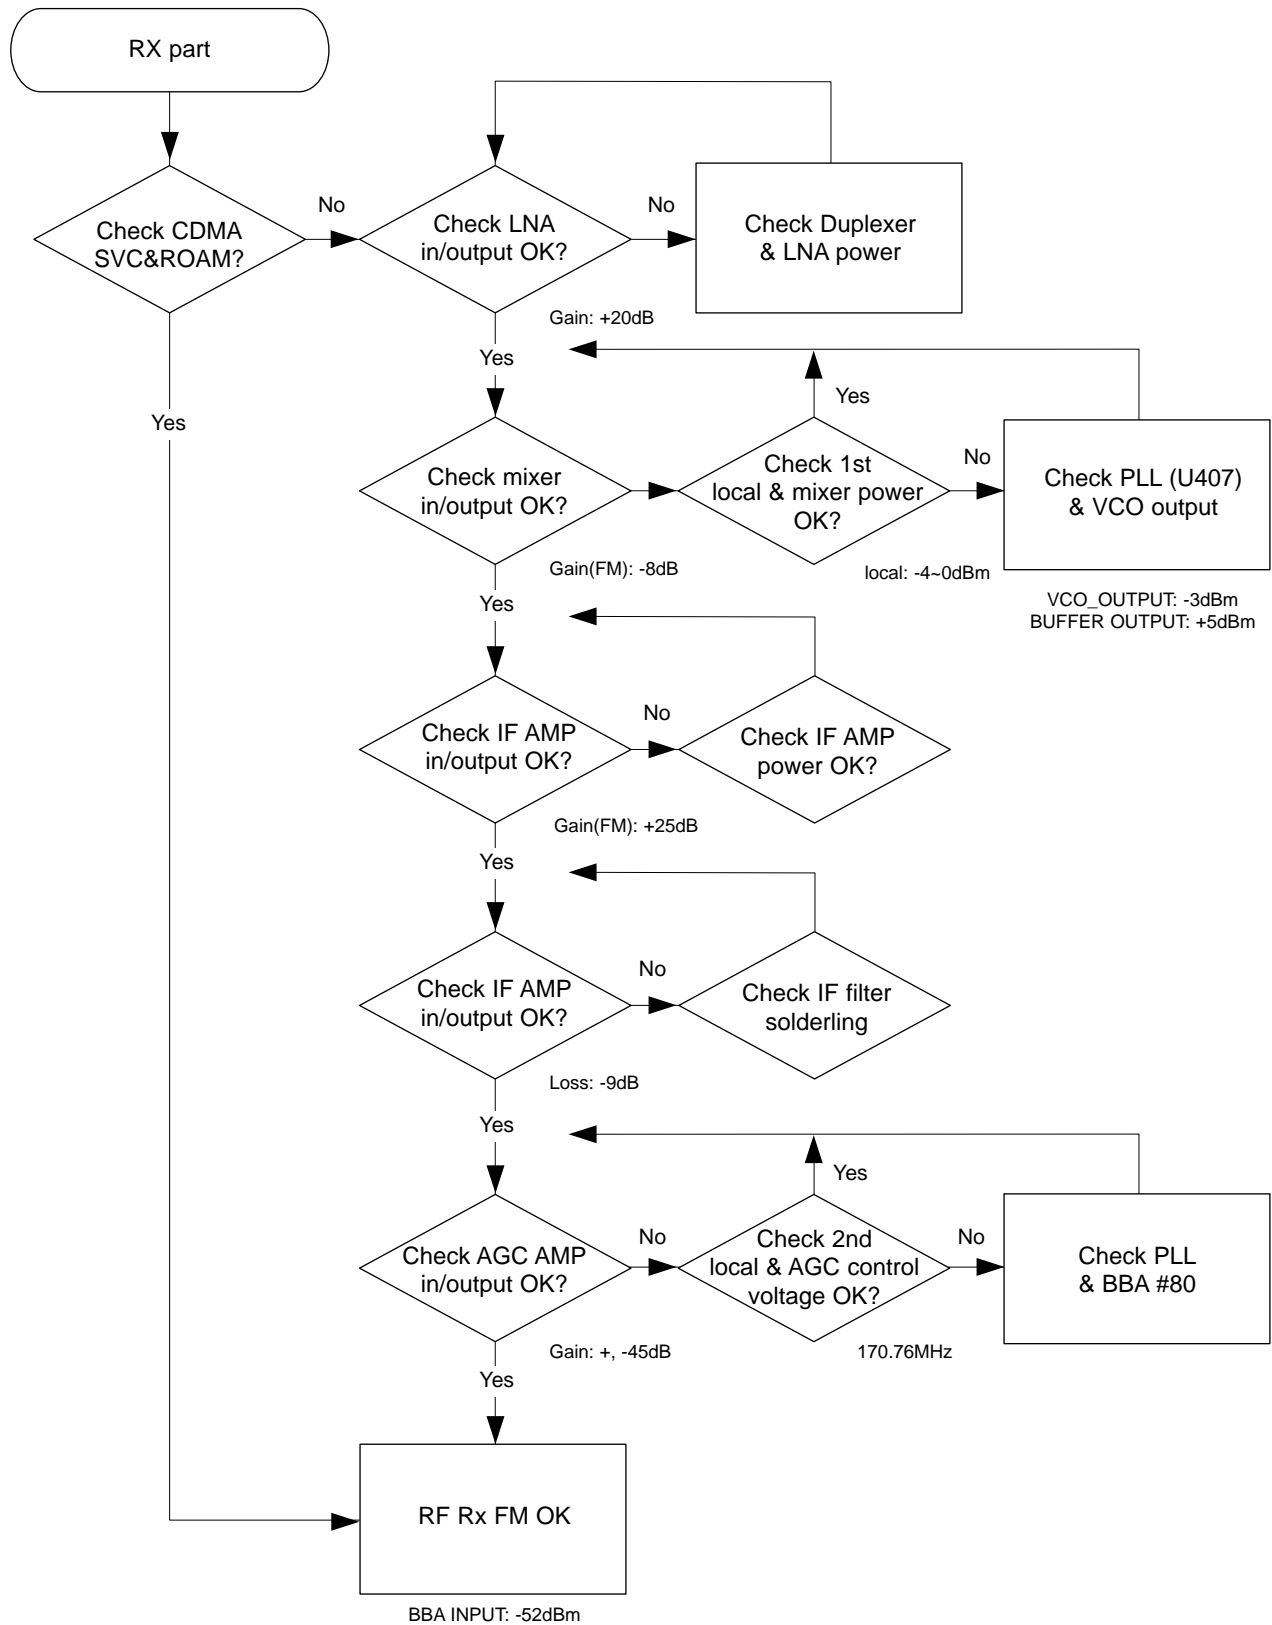 RX part
Check CDMA
SVC&ROAM?
No
Check LNA
in/output OK?
No
Check Duplexer
& LNA power
Gain: +20dB
Yes
Yes
Yes
Check mixer
in/output OK?
Check 1st
local & mixer power
OK?
No
Check PLL (U407)
& VCO output
Gain(FM): -8dB
local: -4~0dBm
VCO_OUTPUT: -3dBm
BUFFER OUTPUT: +5dBm
Yes
Check IF AMP
in/output OK?
No
Check IF AMP
power OK?
Gain(FM): +25dB
Yes
Check IF AMP
in/output OK?
No
Check IF filter
solderling
Loss: -9dB
Yes
Yes
Check AGC AMP
in/output OK?
No
Check 2nd
local & AGC control
voltage OK?
No
Check PLL
& BBA #80
Gain: +, -45dB
170.76MHz
Yes
RF Rx FM OK
BBA INPUT: -52dBm